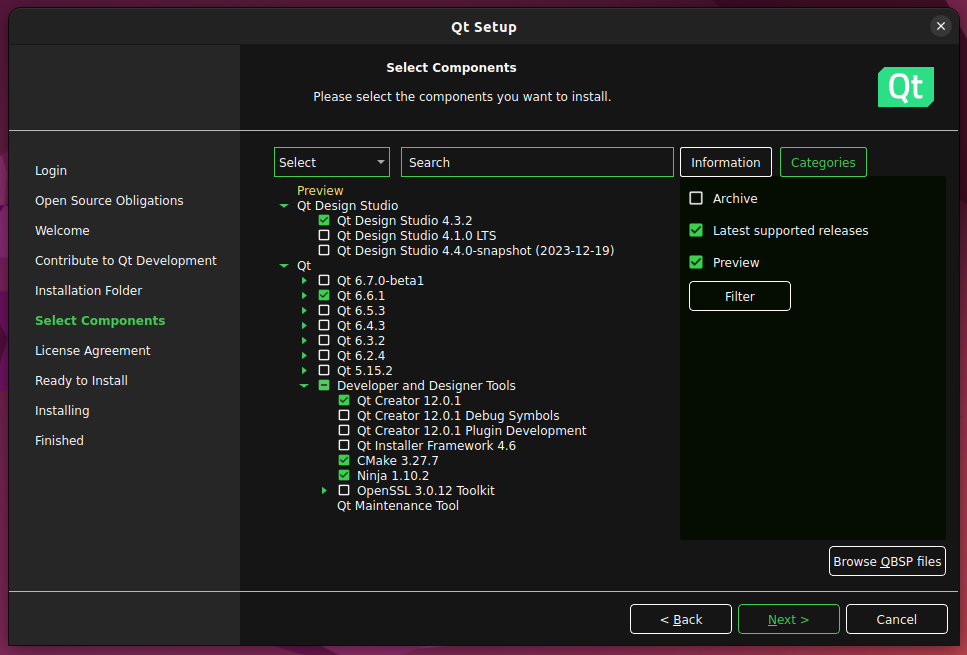 Qt Setup
Select Components
Please select the components you want to install.
Qt
Login
Open Source Obligations
Welcome
Contribute to Qt Development
Installation Folder
Select Components
License Agreement
Ready to Install
Installing
Finished
Select
Search
Preview
Qt Design Studio
Qt Design Studio 4.3.2
Qt Design Studio 4.1.0 LTS
Qt Design Studio 4.4.0-snapshot (2023-12-19)
Qt
Qt 6.7.0-beta1
Qt 6.6.1
Qt 6.5.3
Qt 6.4.3
Qt 6.3.2
Qt 6.2.4
Qt 5.15.2
Developer and Designer Tools
Qt Creator 12.0.1
Qt Creator 12.0.1 Debug Symbols
Qt Creator 12.0.1 Plugin Development
Qt Installer Framework 4.6
CMake 3.27.7
Ninja 1.10.2
OpenSSL 3.0.12 Toolkit
Qt Maintenance Tool
Information
Categories
Archive
Latest supported releases
Preview
Filter
Browse QBSP files
< Back
Next >
Cancel